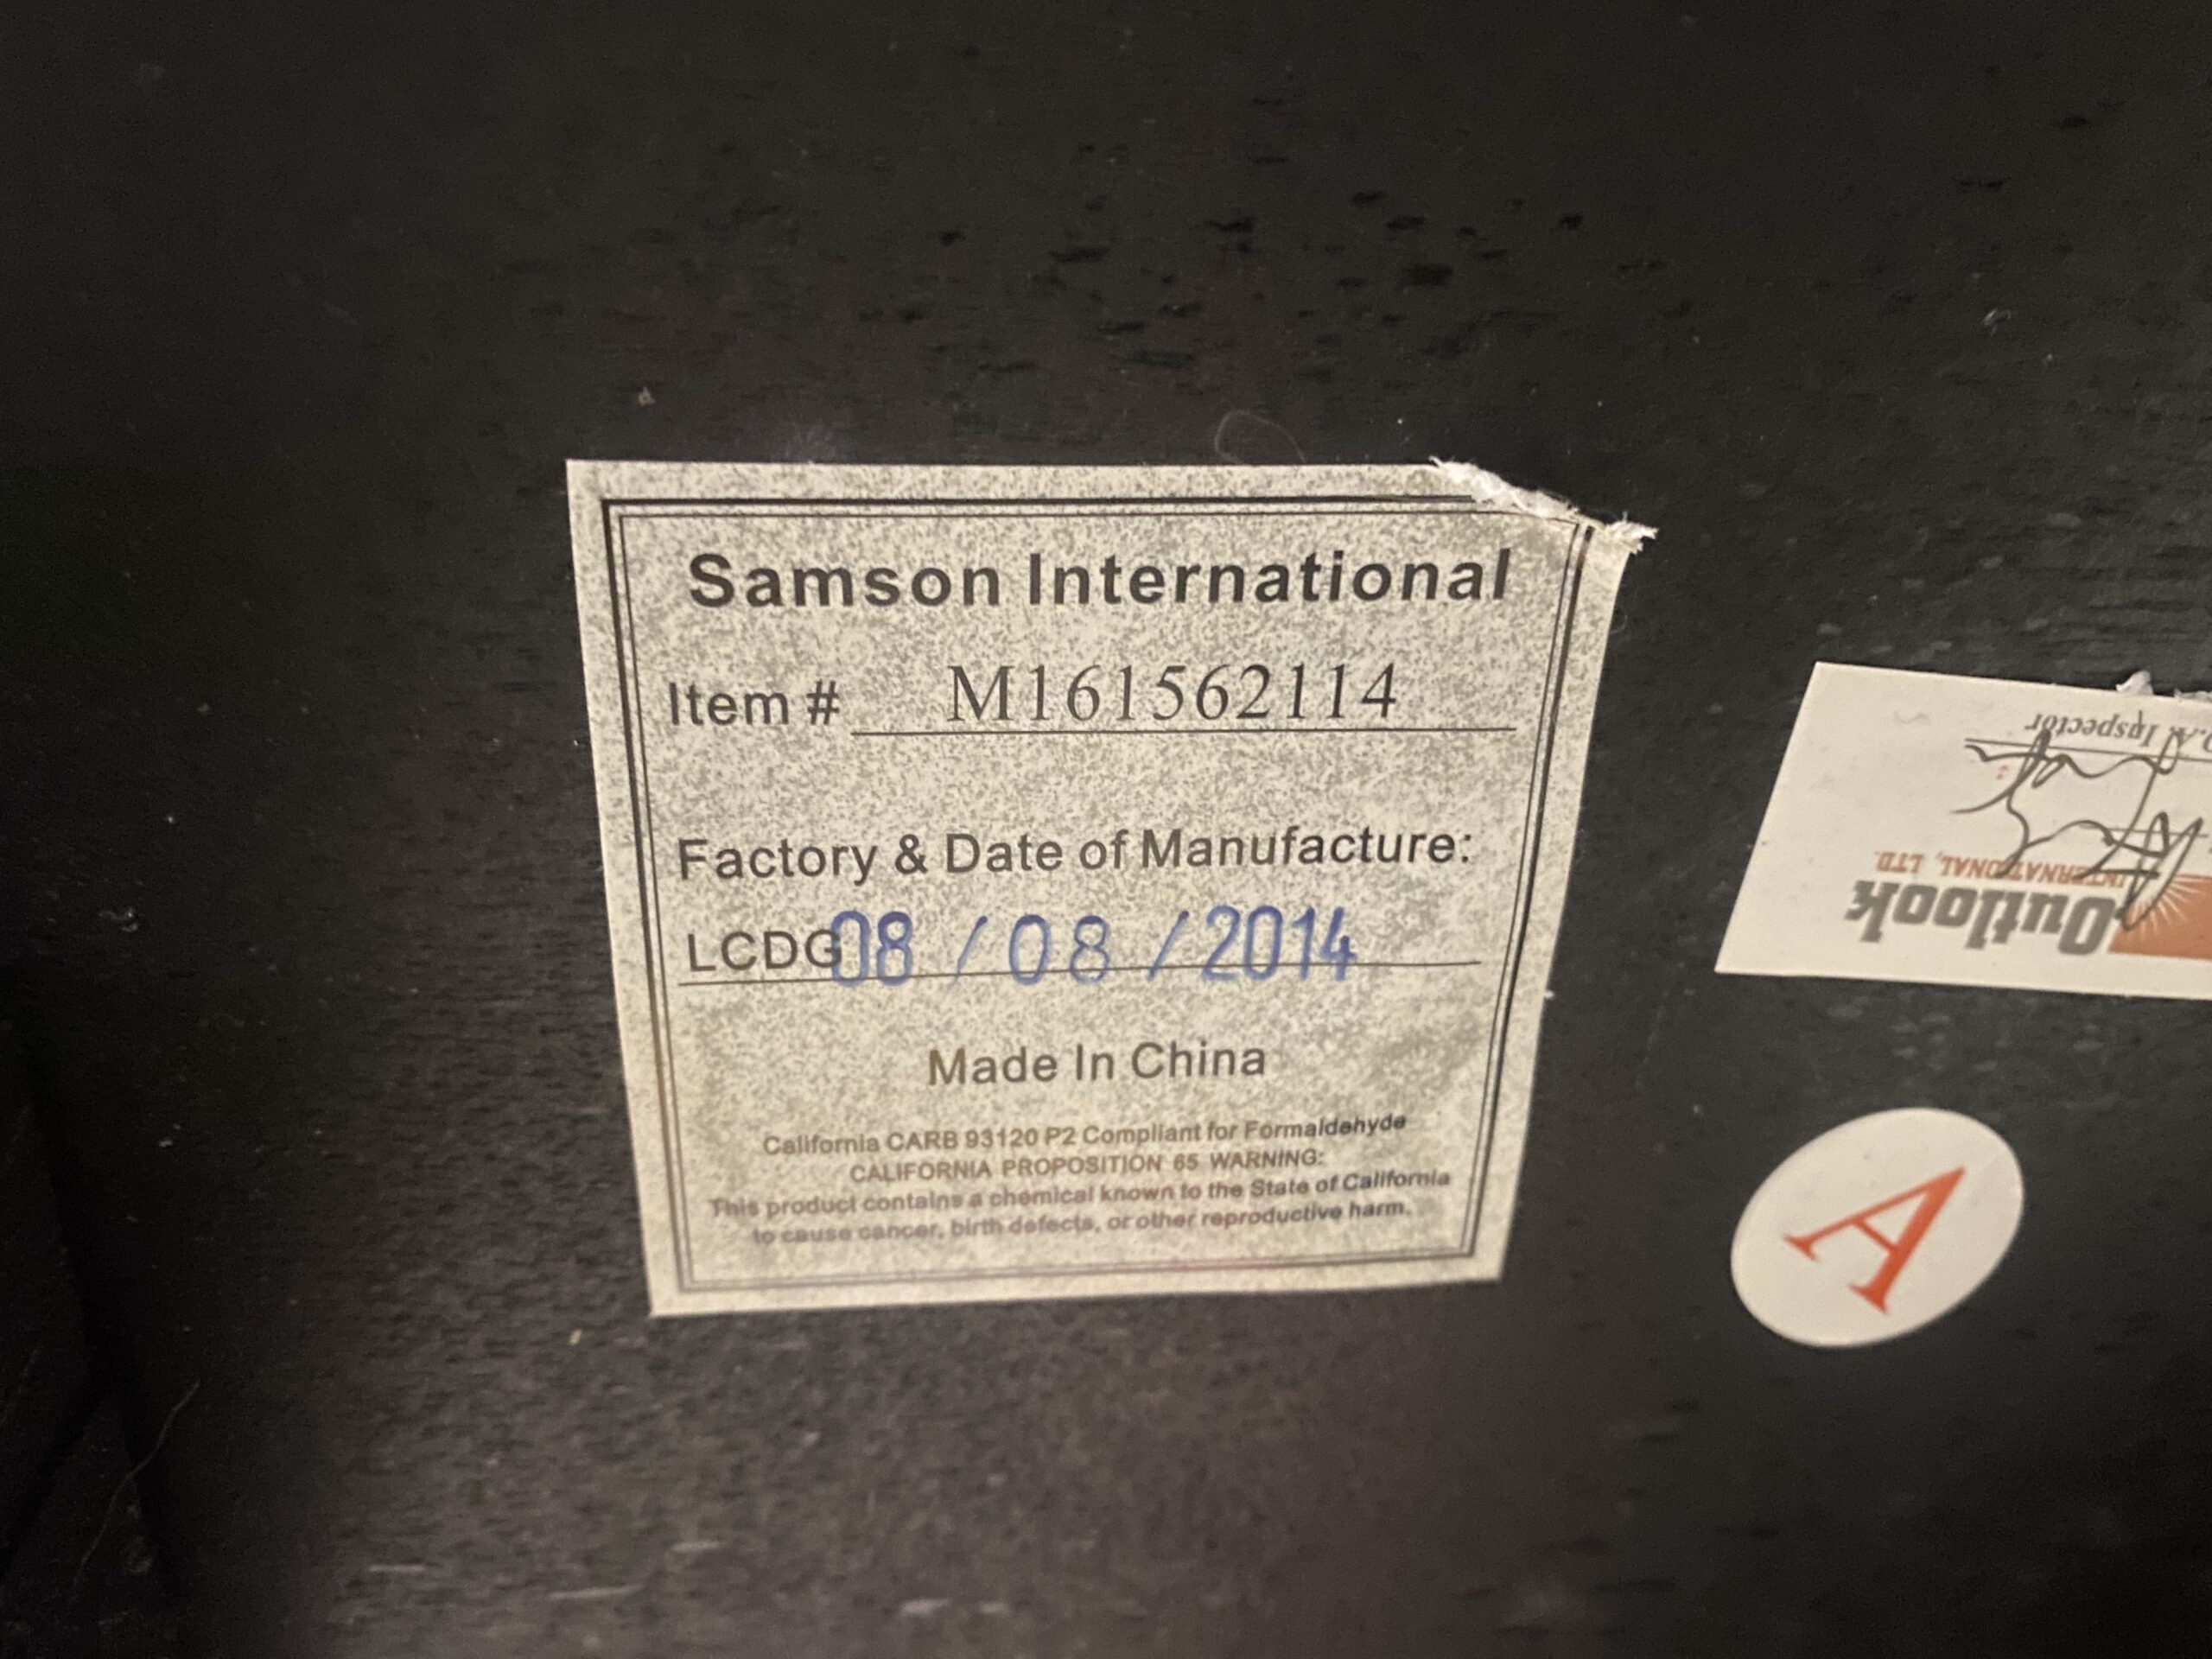 Samson International
Item # M161562114
Factory & Date of Manufacture:
LCDG08/08/2014
Made In China
California CARB 93120 P2 Compliant for Formaldehyde
CALIFORNIA PROPOSITION 65 WARNING:
This product contains a chemical known to the State of California
to cause cancer, birth defects, or other reproductive harm.
Outlook
INTERNATIONAL, LTD.
Inspector
A